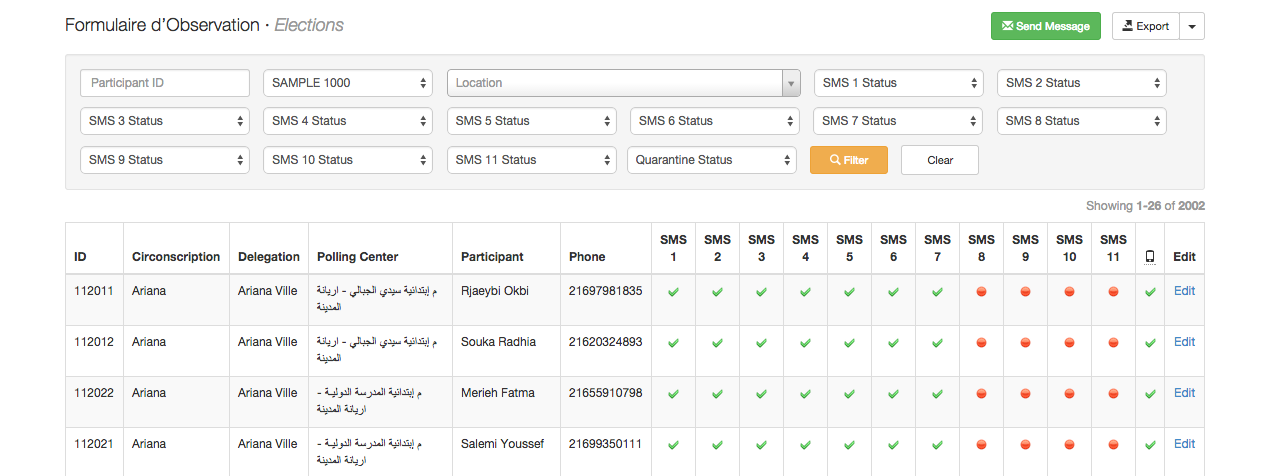 Formulaire d'Observation · Elections
Send Message
Export
Participant ID
SAMPLE 1000
Location
SMS 1 Status
SMS 2 Status
SMS 3 Status
SMS 4 Status
SMS 5 Status
SMS 6 Status
SMS 7 Status
SMS 8 Status
SMS 9 Status
SMS 10 Status
SMS 11 Status
Quarantine Status
Filter
Clear
Showing 1-26 of 2002
ID Circonscription Delegation Polling Center Participant Phone SMS 1 SMS 2 SMS 3 SMS 4 SMS 5 SMS 6 SMS 7 SMS 8 SMS 9 SMS 10 SMS 11 Edit
112011 Ariana Ariana Ville م إبتدائية سيدي الجبالي - اريانة Rjaeybi Okbi 21697981835 Edit
المدينة
112012 Ariana Ariana Ville م إبتدائية سيدي الجبالي - اريانة Souka Radhia 21620324893 Edit
المدينة
112022 Ariana Ariana Ville م إبتدائية المدرسة الدولية - Merieh Fatma 21655910798 Edit
اريانة المدينة
112021 Ariana Ariana Ville م إبتدائية المدرسة الدولية - Salemi Youssef 21699350111 Edit
اريانة المدينة